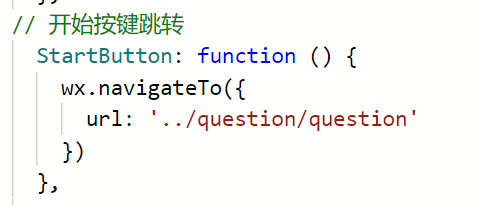 // 开始按键跳转
StartButton: function () {
wx.navigateTo({
url: '../question/question'
})
},